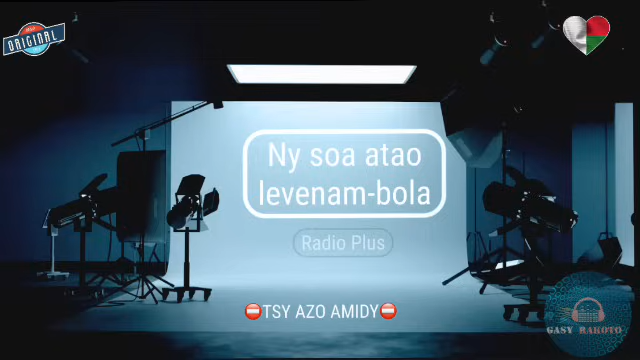 ORIGINAL
Ny soa atao
levenam-bola
Radio Plus
⛔TSY AZO AMIDY⛔
GASY RAKOTO